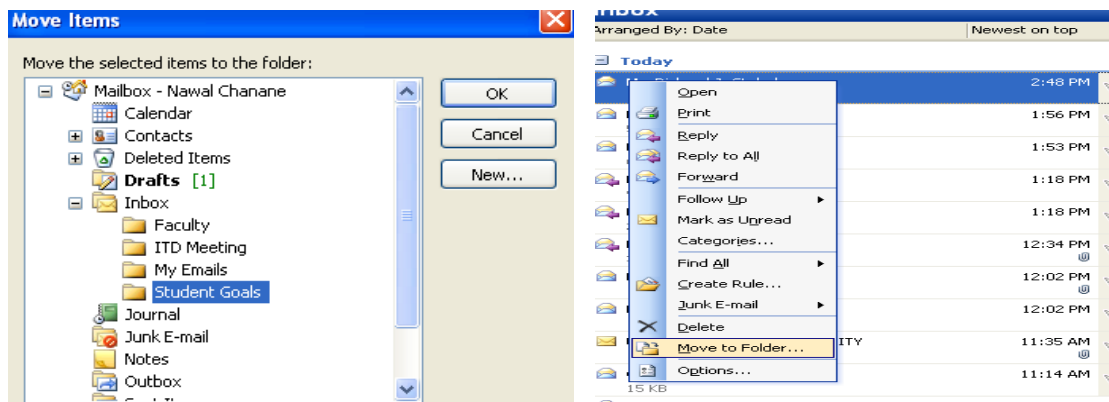 Move Items
Move the selected items to the folder:
Mailbox - Nawal Chanane
Calendar
Contacts
Deleted Items
Drafts [1]
Inbox
Faculty
ITD Meeting
My Emails
Student Goals
Journal
Junk E-mail
Notes
Outbox
OK
Cancel
New...
Inbox
Arranged By: Date Newest on top
Today
2:48 PM
1:56 PM
1:53 PM
1:18 PM
1:18 PM
12:34 PM
12:02 PM
12:02 PM
ITY 11:35 AM
11:14 AM
15 KB
Open
Print
Reply
Reply to All
Forward
Follow Up
Mark as Unread
Categories...
Find All
Create Rule...
Junk E-mail
Delete
Move to Folder...
Options...